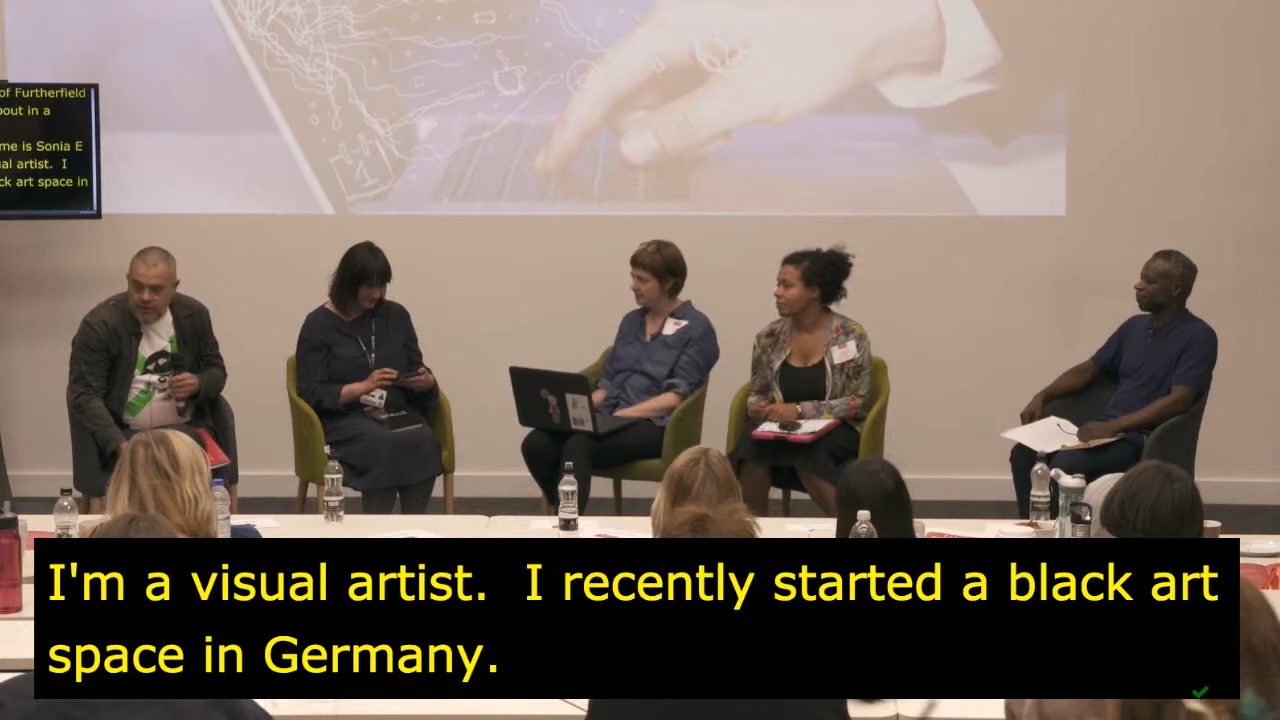 of Furtherfield
out in a
me is Sonia E
al artist.  I
ck art space in
I'm a visual artist.  I recently started a black art
space in Germany.